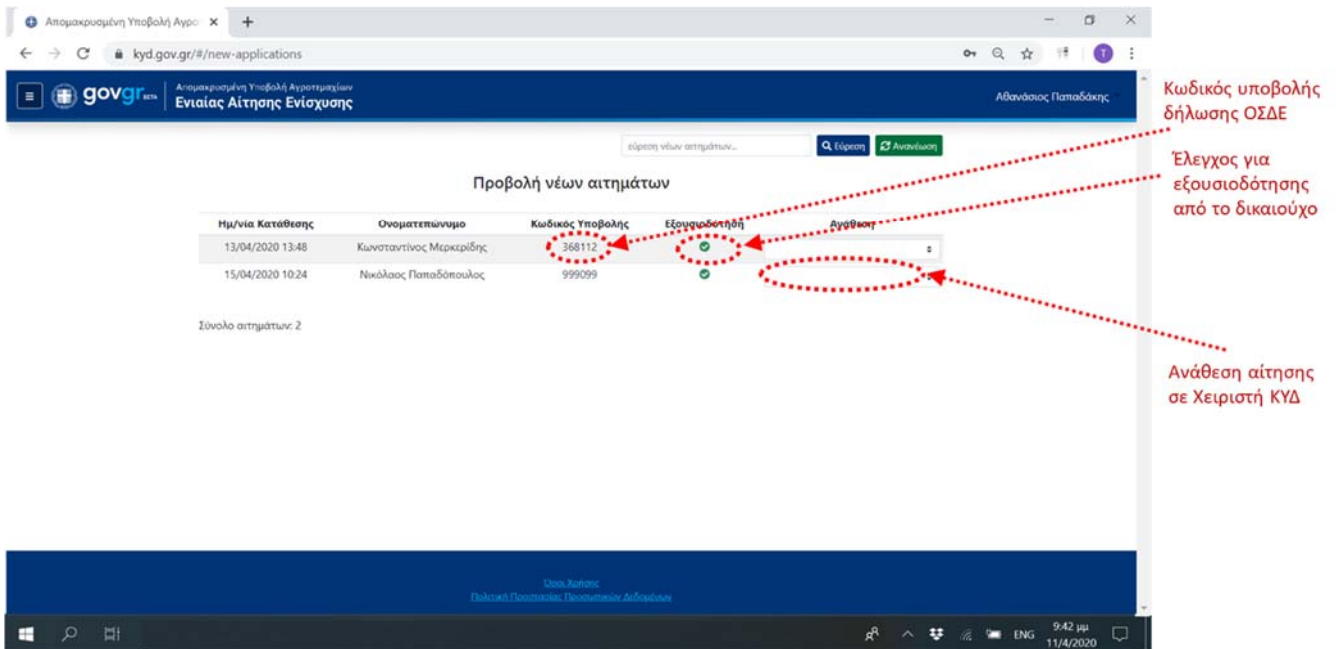 Απομακρυσμένη Υποβολή Αγρο
kyd.gov.gr/#/new-applications
T
govgr BETA
Απομακρυσμένη Υποβολή Αγροτεμαχίων
Ενιαίας Αίτησης Ενίσχυσης
Αθανάσιος Παπαδάκης
Κωδικός υποβολής
δήλωσης ΟΣΔΕ
εύρεση νέων αιτημάτων...
Εύρεση
Ανανέωση
Έλεγχος για
εξουσιοδότησης
από το δικαιούχο
Προβολή νέων αιτημάτων
Ημ/νία Κατάθεσης Ονοματεπώνυμο Κωδικός Υποβολής Εξουσιοδότηση Ανάθεση
13/04/2020 13:48 Κωνσταντίνος Μερκερίδης 368112
15/04/2020 10:24 Νικόλαος Παπαδόπουλος 999099
Σύνολο αιτημάτων: 2
Ανάθεση αίτησης
σε Χειριστή ΚΥΔ
Όροι Χρήσης
Πολιτική Προστασίας Προσωπικών Δεδομένων
ENG
9:42 μμ
11/4/2020